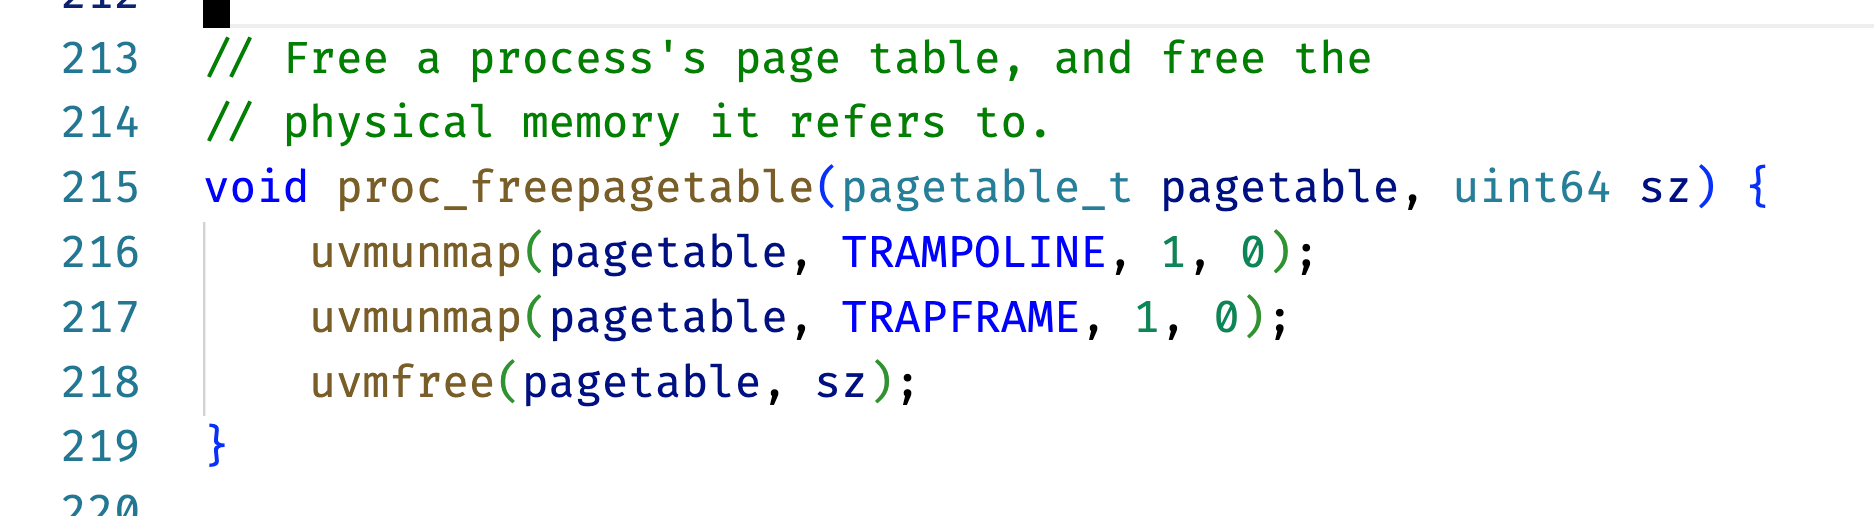 212
213 // Free a process's page table, and free the
214 // physical memory it refers to.
215 void proc_freepagetable(pagetable_t pagetable, uint64 sz) {
216     uvmunmap(pagetable, TRAMPOLINE, 1, 0);
217     uvmunmap(pagetable, TRAPFRAME, 1, 0);
218     uvmfree(pagetable, sz);
219 }
220